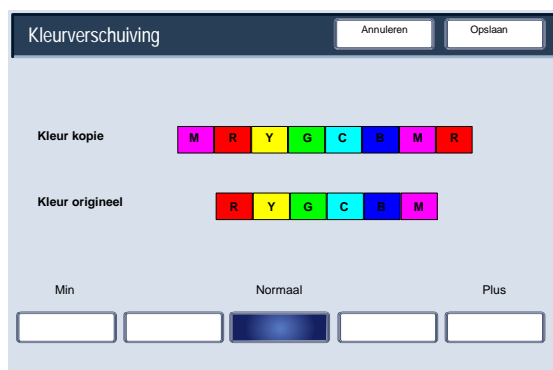 Kleurverschuiving Annuleren Opslaan
Kleur kopie M R Y G C B M R
Kleur origineel R Y G C B M
Min Normaal Plus